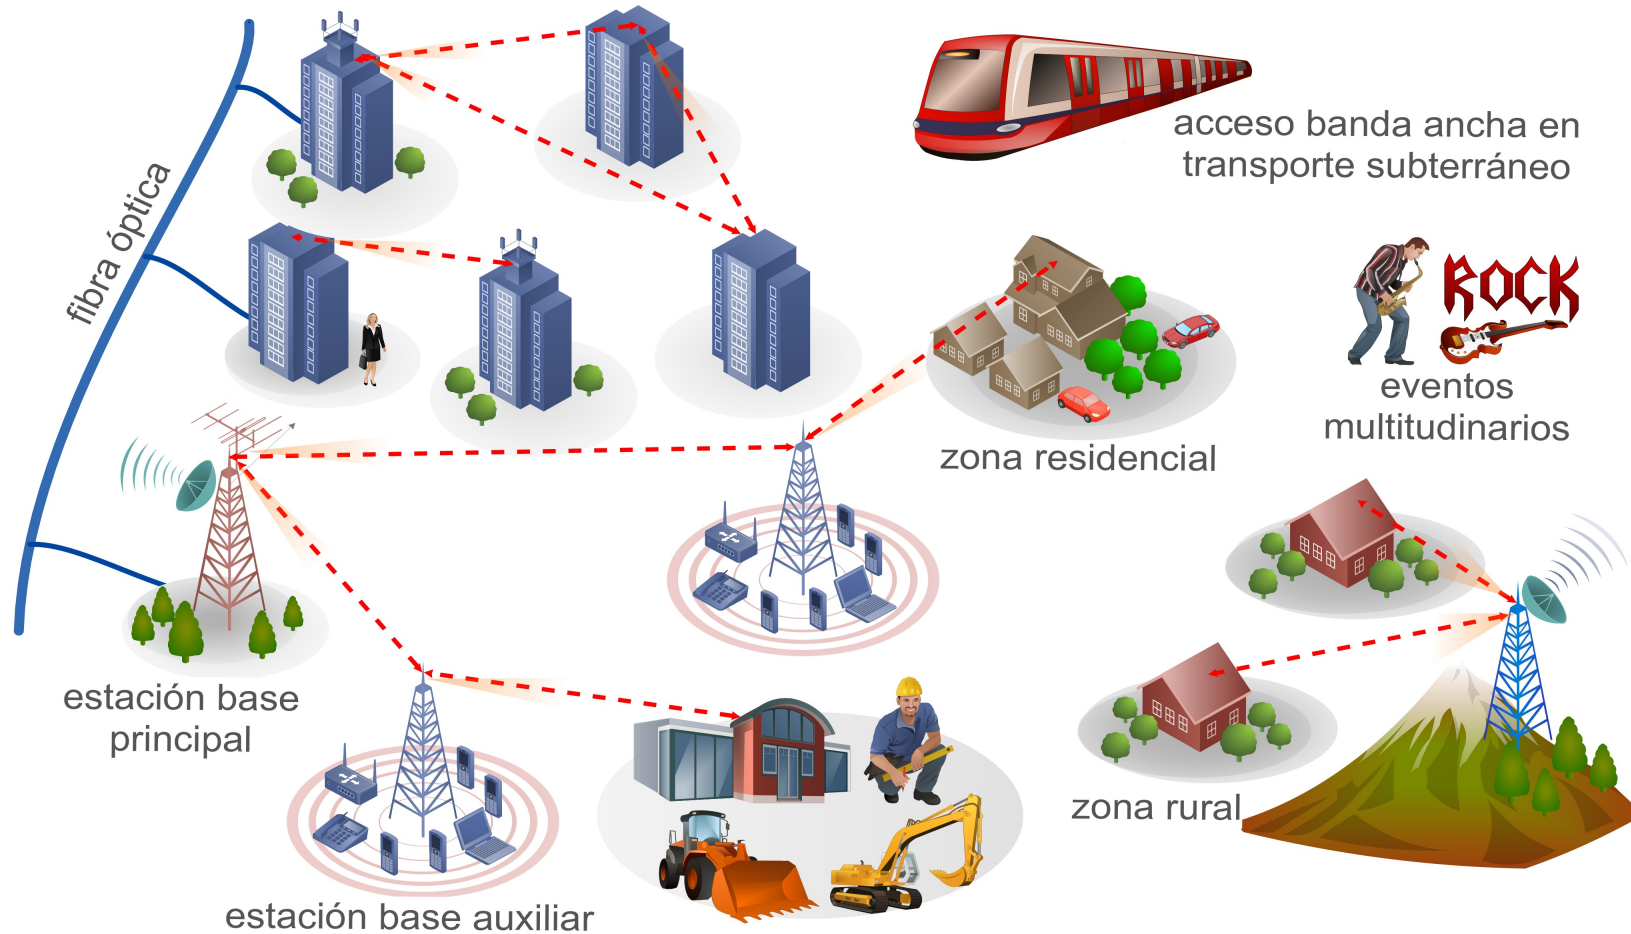 fibra óptica
acceso banda ancha en
transporte subterráneo
ROCK
eventos
multitudinarios
zona residencial
estación base
principal
zona rural
estación base auxiliar